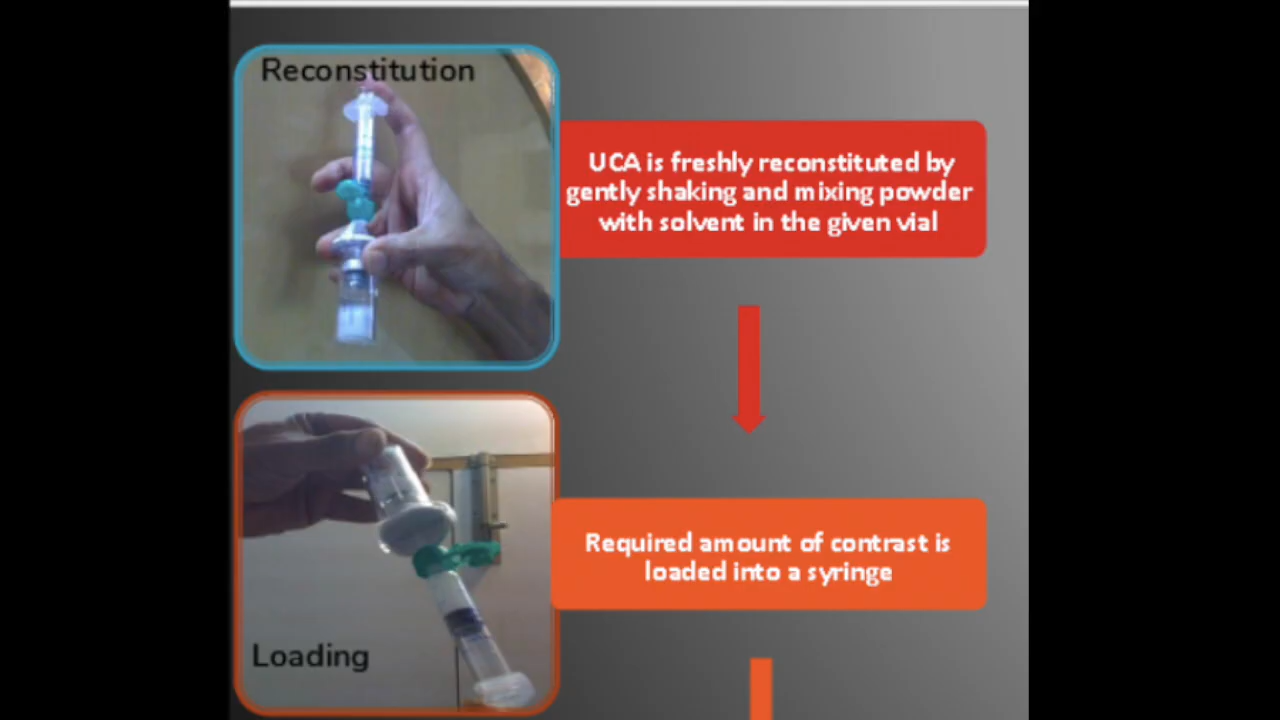 Reconstitution
UCA is freshly reconstituted by
gently shaking and mixing powder
with solvent in the given vial
Required amount of contrast is
loaded into a syringe
Loading